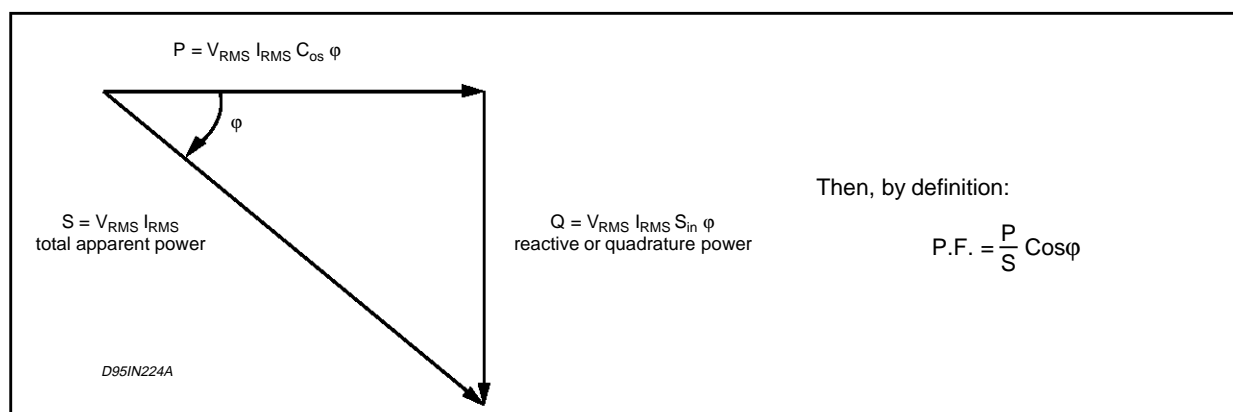 P = V_RMS I_RMS C_os φ
φ
S = V_RMS I_RMS
total apparent power
Q = V_RMS I_RMS S_in φ
reactive or quadrature power
Then, by definition:
P.F. = P/S Cosφ
D95IN224A